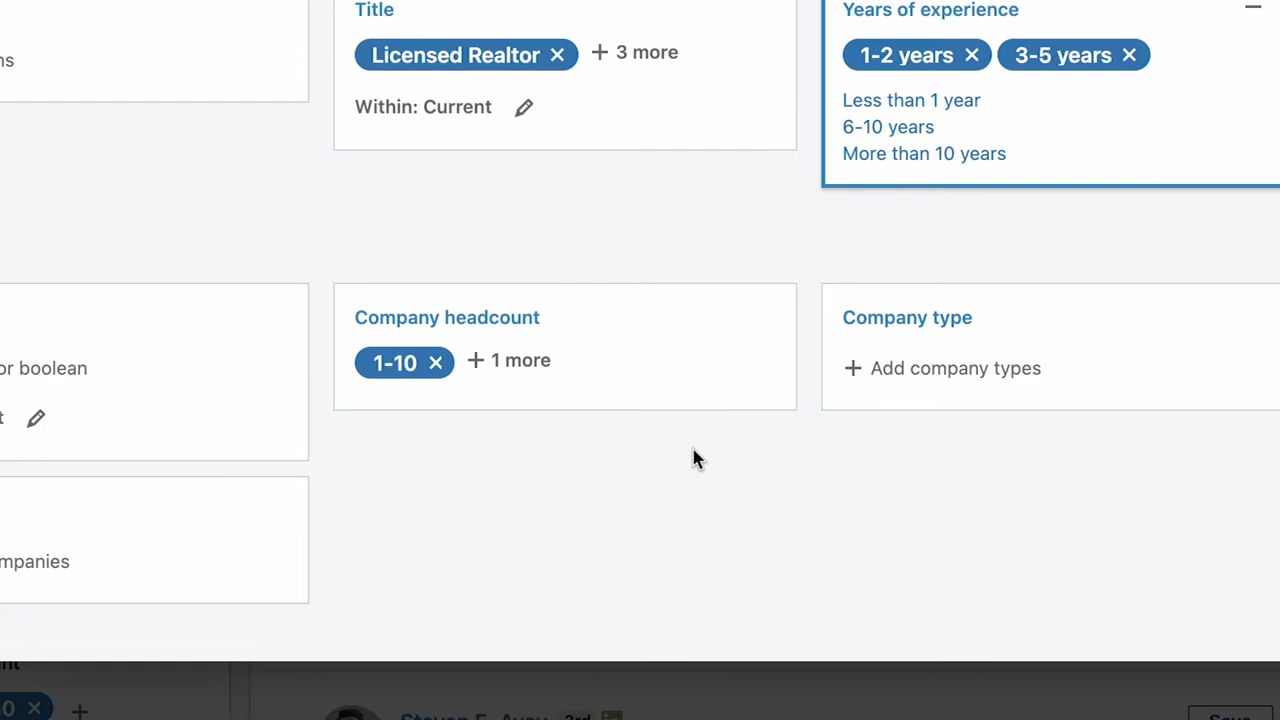 Title
Years of experience
Licensed Realtor
+ 3 more
1-2 years
3-5 years
Within: Current
Less than 1 year
6-10 years
More than 10 years
Company headcount
Company type
1-10
+ 1 more
or boolean
+ Add company types
mpanies
3rd
Save